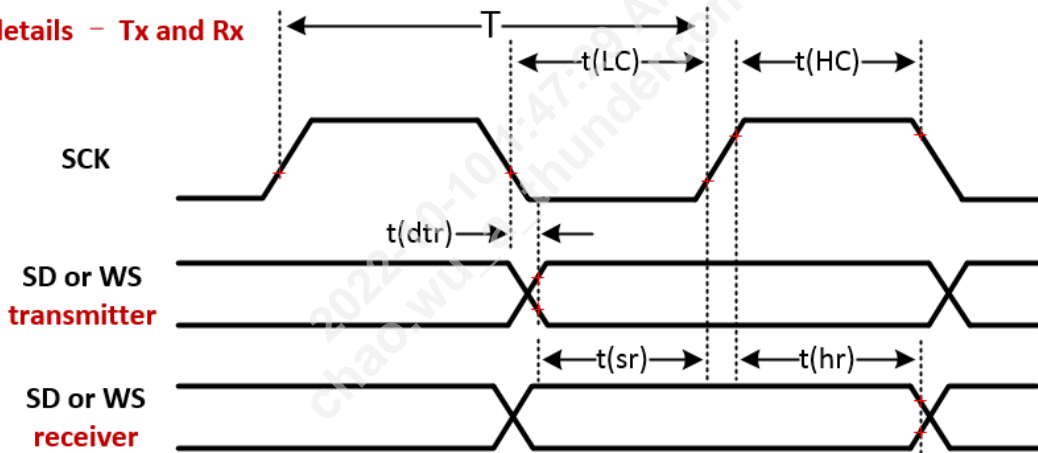 details – Tx and Rx
T
t(LC)
t(HC)
SCK
t(dtr)
SD or WS
transmitter
t(sr)
t(hr)
SD or WS
receiver